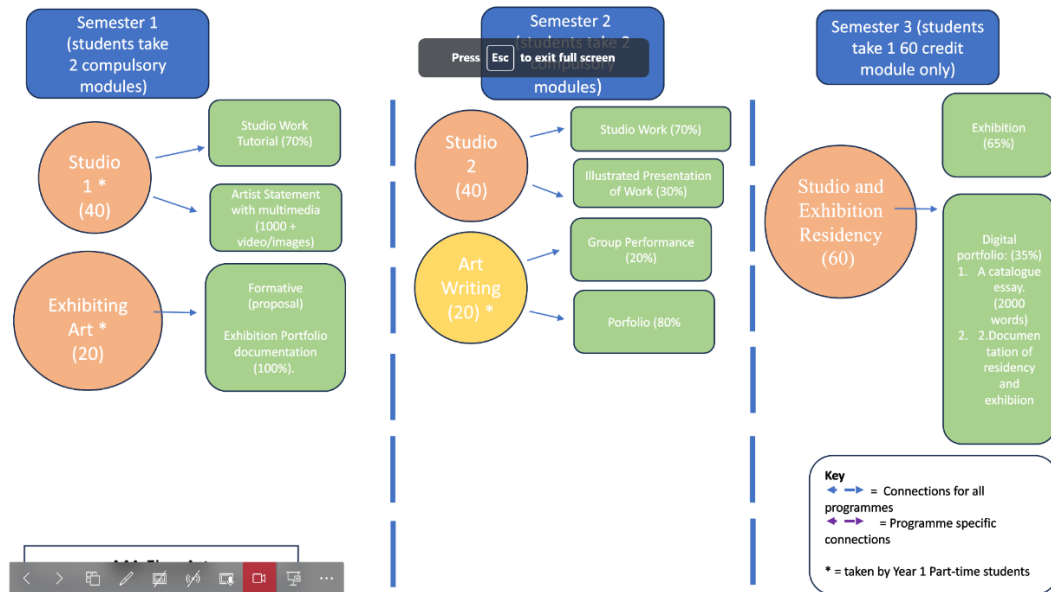 Semester 1
(students take
2 compulsory
modules)
Studio
1 *
(40)
Studio Work
Tutorial (70%)
Artist Statement
with multimedia
(1000 +
video/images)
Exhibiting
Art *
(20)
Formative
(proposal)
Exhibition Portfolio
documentation
(100%).
Semester 2
(students take 2
compulsory
modules)
Press Esc to exit full screen
Studio
2
(40)
Studio Work (70%)
Illustrated Presentation
of Work (30%)
Art
Writing
(20) *
Group Performance
(20%)
Porfolio (80%
Semester 3 (students
take 1 60 credit
module only)
Studio and
Exhibition
Residency
(60)
Exhibition
(65%)
Digital
portfolio: (35%)
1. A catalogue
essay.
(2000
words)
2. 2.Documen
tation of
residency
and
exhibiion
Key
= Connections for all
programmes
= Programme specific
connections
* = taken by Year 1 Part-time students